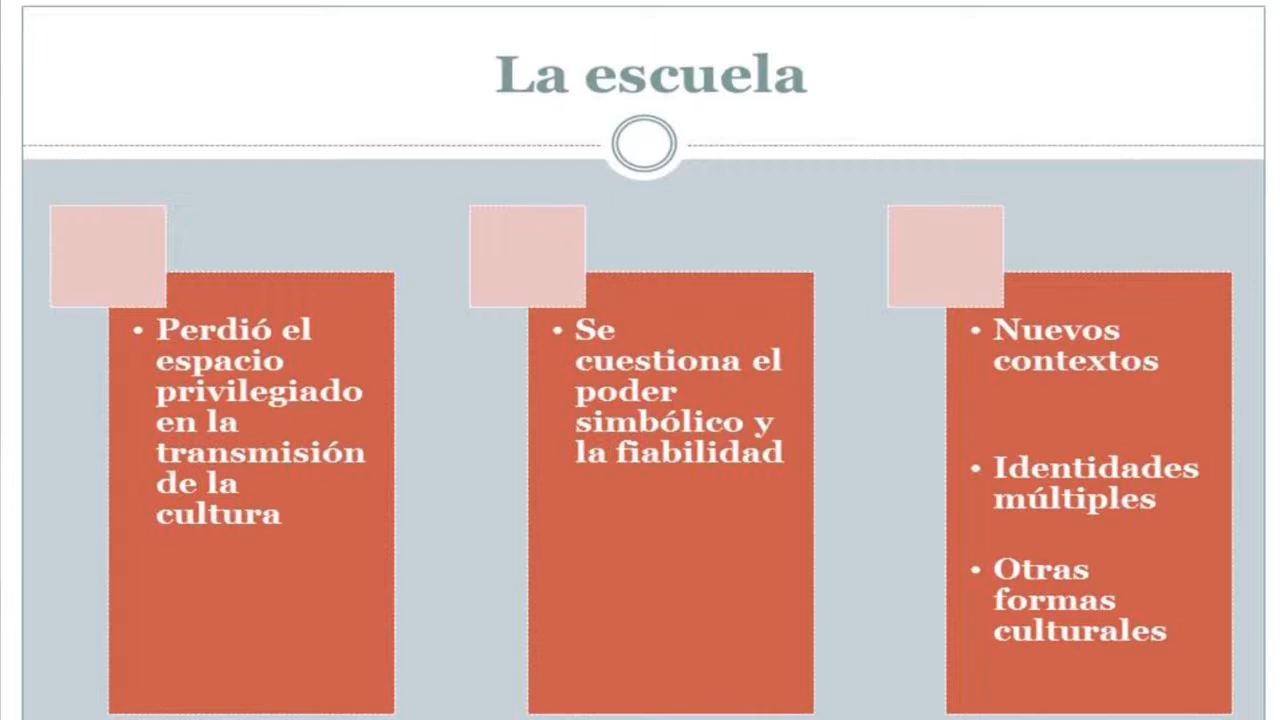 La escuela
• Perdió el
espacio
privilegiado
en la
transmisión
de la
cultura
• Se
cuestiona el
poder
simbólico y
la fiabilidad
• Nuevos
contextos
• Identidades
múltiples
• Otras
formas
culturales